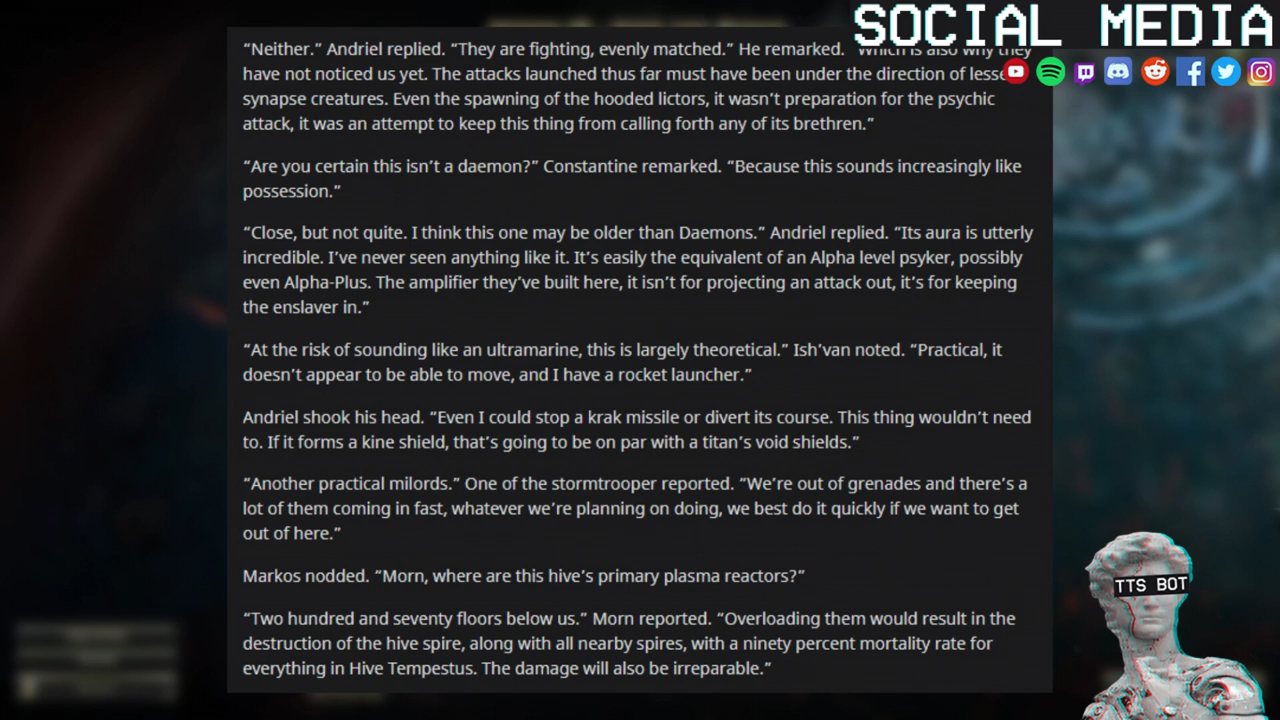 SOCIAL MEDIA
“Neither.” Andriel replied. “They are fighting, evenly matched.” He remarked. “Which is also why they
have not noticed us yet. The attacks launched thus far must have been under the direction of lesse
synapse creatures. Even the spawning of the hooded lictors, it wasn’t preparation for the psychic
attack, it was an attempt to keep this thing from calling forth any of its brethren.”
“Are you certain this isn’t a daemon?” Constantine remarked. “Because this sounds increasingly like
possession.”
“Close, but not quite. I think this one may be older than Daemons.” Andriel replied. “Its aura is utterly
incredible. I’ve never seen anything like it. It’s easily the equivalent of an Alpha level psyker, possibly
even Alpha-Plus. The amplifier they’ve built here, it isn’t for projecting an attack out, it’s for keeping
the enslaver in.”
“At the risk of sounding like an ultramarine, this is largely theoretical.” Ish’van noted. “Practical, it
doesn’t appear to be able to move, and I have a rocket launcher.”
Andriel shook his head. “Even I could stop a krak missile or divert its course. This thing wouldn’t need
to. If it forms a kine shield, that’s going to be on par with a titan’s void shields.”
“Another practical milords.” One of the stormtrooper reported. “We’re out of grenades and there’s a
lot of them coming in fast, whatever we’re planning on doing, we best do it quickly if we want to get
out of here.”
Markos nodded. “Morn, where are this hive’s primary plasma reactors?”
“Two hundred and seventy floors below us.” Morn reported. “Overloading them would result in the
destruction of the hive spire, along with all nearby spires, with a ninety percent mortality rate for
everything in Hive Tempestus. The damage will also be irreparable.”
TTS BOT